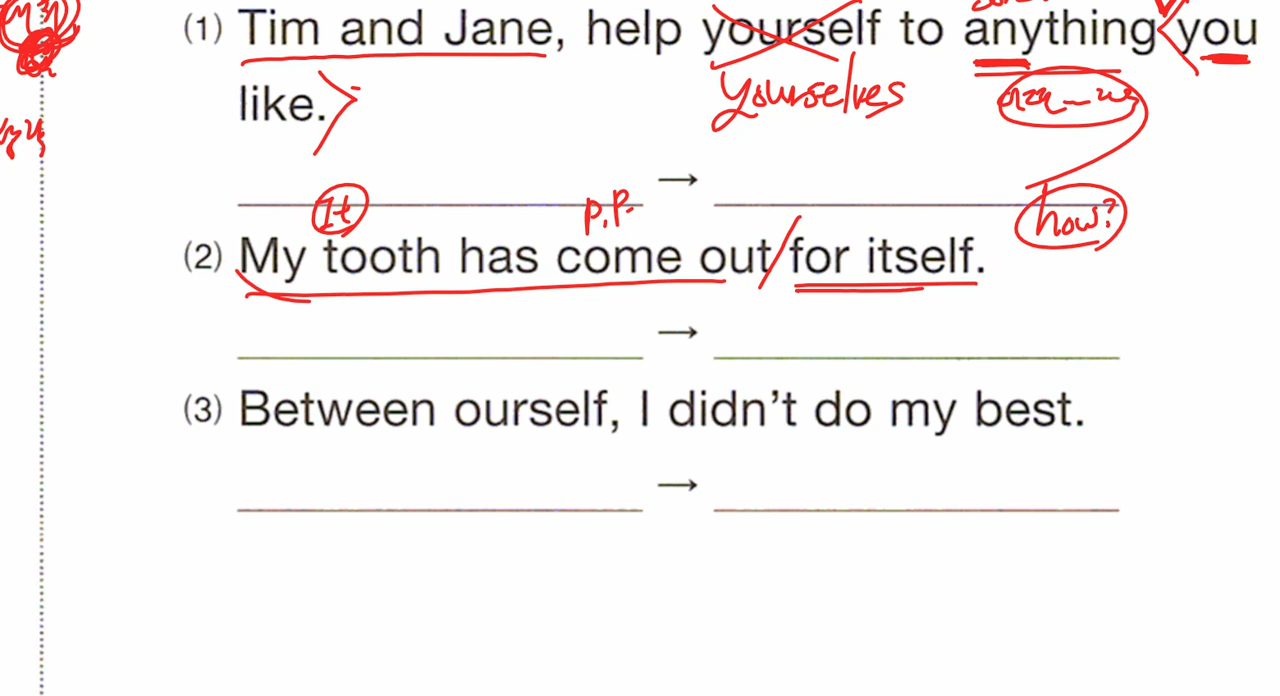 (1) Tim and Jane, help yourself to anything you
yourselves
like.
→
It
p.p.
how?
(2) My tooth has come out for itself.
→
(3) Between ourself, I didn't do my best.
→